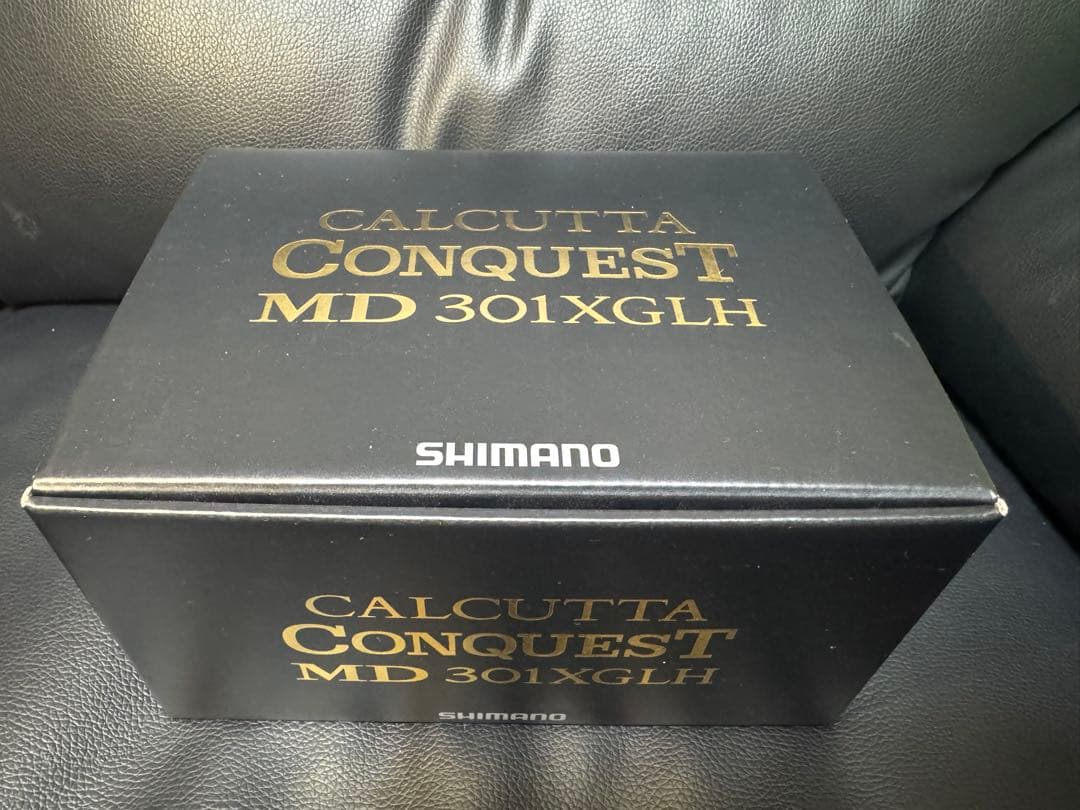 CALCUTTA
CONQUEST
MD 301XGLH
SHIMANO
CALCUTTA
CONQUEST
MD 301XGLH
SHIMANO